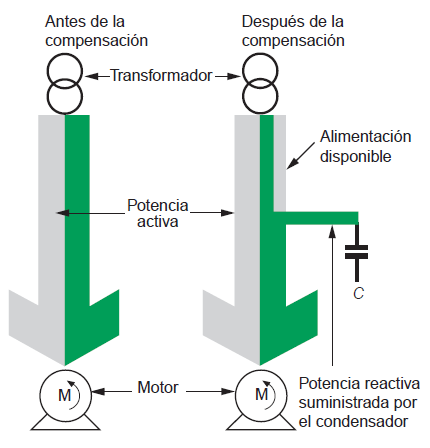 Antes de la
compensación
Después de la
compensación
Transformador
Alimentación
disponible
Potencia
activa
C
M
Motor
M
Potencia reactiva
suministrada por
el condensador